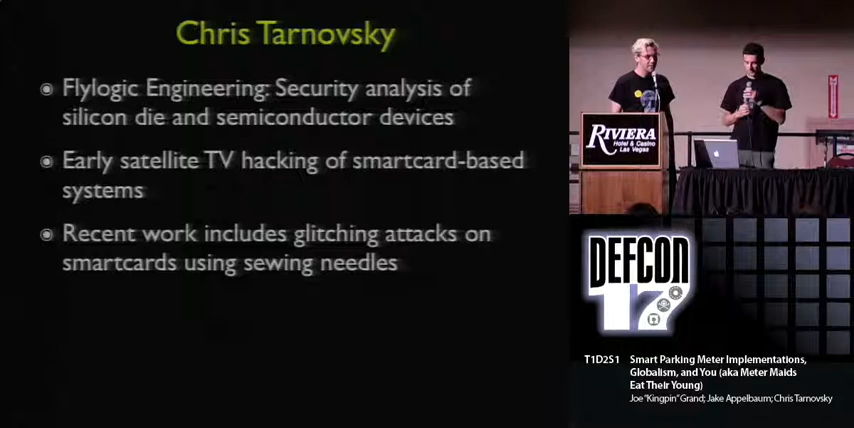 Chris Tarnovsky
Flylogic Engineering: Security analysis of
silicon die and semiconductor devices
Early satellite TV hacking of smartcard-based
systems
Recent work includes glitching attacks on
smartcards using sewing needles
RIVIERA
Hotel & Casino
Las Vegas
DEFCON
17
T1D2S1 Smart Parking Meter Implementations,
Globalism, and You (aka Meter Maids
Eat Their Young)
Joe "Kingpin" Grand; Jake Appelbaum; Chris Tarnovsky